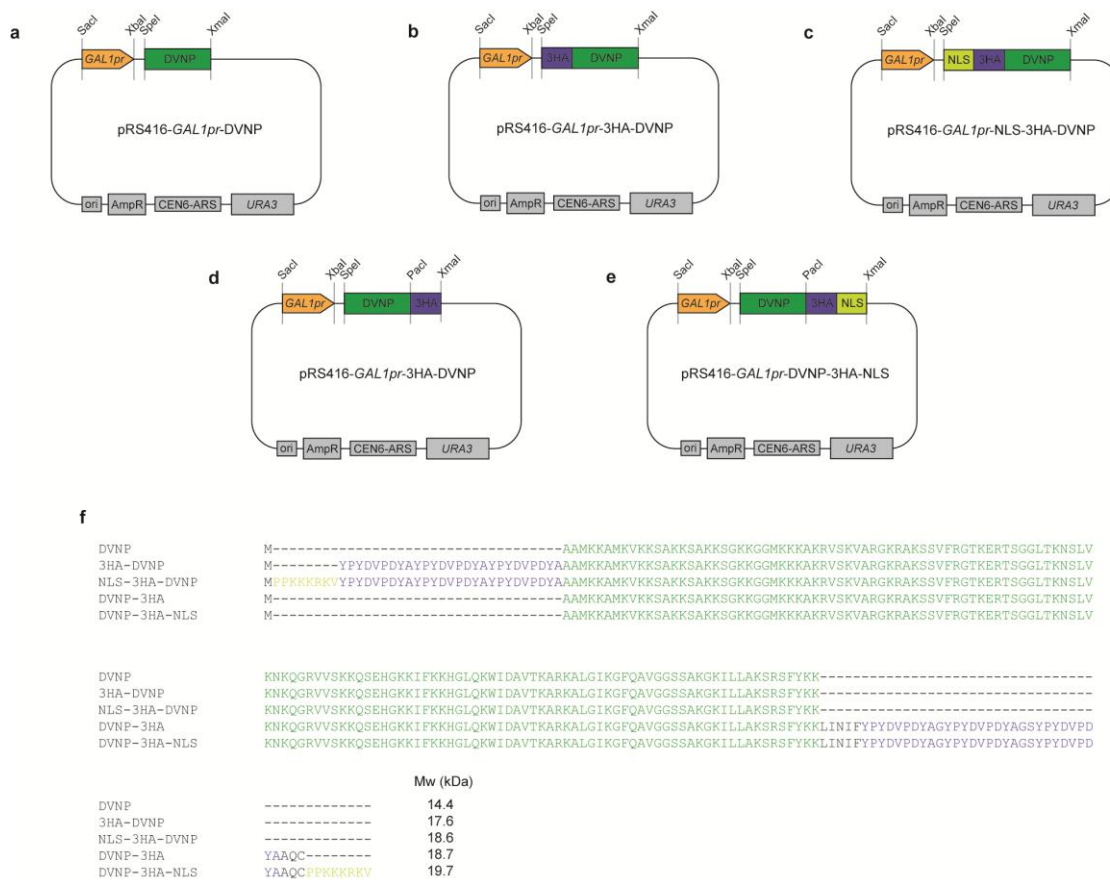 a
SacI XbaI SpeI XmaI
GAL1pr DVNP
pRS416-GAL1pr-DVNP
ori AmpR CEN6-ARS URA3
b
SacI XbaI SpeI XmaI
GAL1pr 3HA DVNP
pRS416-GAL1pr-3HA-DVNP
ori AmpR CEN6-ARS URA3
c
SacI XbaI SpeI XmaI
GAL1pr NLS 3HA DVNP
pRS416-GAL1pr-NLS-3HA-DVNP
ori AmpR CEN6-ARS URA3
d
SacI XbaI SpeI PacI XmaI
GAL1pr DVNP 3HA
pRS416-GAL1pr-3HA-DVNP
ori AmpR CEN6-ARS URA3
e
SacI XbaI SpeI PacI XmaI
GAL1pr DVNP 3HA NLS
pRS416-GAL1pr-DVNP-3HA-NLS
ori AmpR CEN6-ARS URA3
f
DVNP M-----------------------------------AAMKKAMKVKKSAKKSAKKSGKKGGMKKKAKRVSKVARGKRAKSSVFRGTKERTSGGLTKNSLV
3HA-DVNP M--------YPYDVPDYAYPYDVPDYAYPYDVPDYAAAMKKAMKVKKSAKKSAKKSGKKGGMKKKAKRVSKVARGKRAKSSVFRGTKERTSGGLTKNSLV
NLS-3HA-DVNP MPPKKKRKVYPYDVPDYAYPYDVPDYAYPYDVPDYAAAMKKAMKVKKSAKKSAKKSGKKGGMKKKAKRVSKVARGKRAKSSVFRGTKERTSGGLTKNSLV
DVNP-3HA M-----------------------------------AAMKKAMKVKKSAKKSAKKSGKKGGMKKKAKRVSKVARGKRAKSSVFRGTKERTSGGLTKNSLV
DVNP-3HA-NLS M-----------------------------------AAMKKAMKVKKSAKKSAKKSGKKGGMKKKAKRVSKVARGKRAKSSVFRGTKERTSGGLTKNSLV
DVNP KNKQGRVVSKKQSEHGKKIFKKHGLQKWIDAVTKARKALGIKGFQAVGGSSAKGKILLAKSRSFYKK---------------------------------
3HA-DVNP KNKQGRVVSKKQSEHGKKIFKKHGLQKWIDAVTKARKALGIKGFQAVGGSSAKGKILLAKSRSFYKK---------------------------------
NLS-3HA-DVNP KNKQGRVVSKKQSEHGKKIFKKHGLQKWIDAVTKARKALGIKGFQAVGGSSAKGKILLAKSRSFYKK---------------------------------
DVNP-3HA KNKQGRVVSKKQSEHGKKIFKKHGLQKWIDAVTKARKALGIKGFQAVGGSSAKGKILLAKSRSFYKKLINIFYPYDVPDYAGYPYDVPDYAGSYPYDVPD
DVNP-3HA-NLS KNKQGRVVSKKQSEHGKKIFKKHGLQKWIDAVTKARKALGIKGFQAVGGSSAKGKILLAKSRSFYKKLINIFYPYDVPDYAGYPYDVPDYAGSYPYDVPD
Mw (kDa)
DVNP ------------- 14.4
3HA-DVNP ------------- 17.6
NLS-3HA-DVNP ------------- 18.6
DVNP-3HA YAAQC-------- 18.7
DVNP-3HA-NLS YAAQCPPKKKRKV 19.7